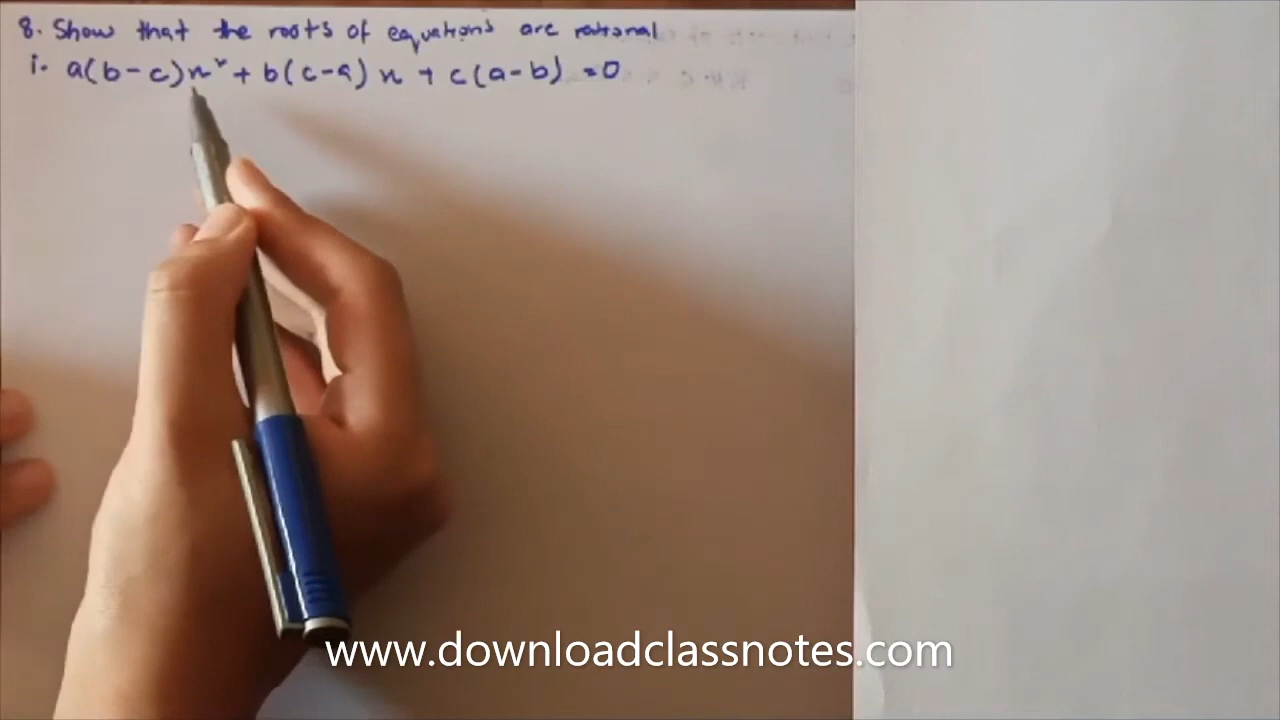 8. Show that the roots of equations are rational
i. a(b-c)x² + b(c-a) x + c(a-b) =0
www.downloadclassnotes.com